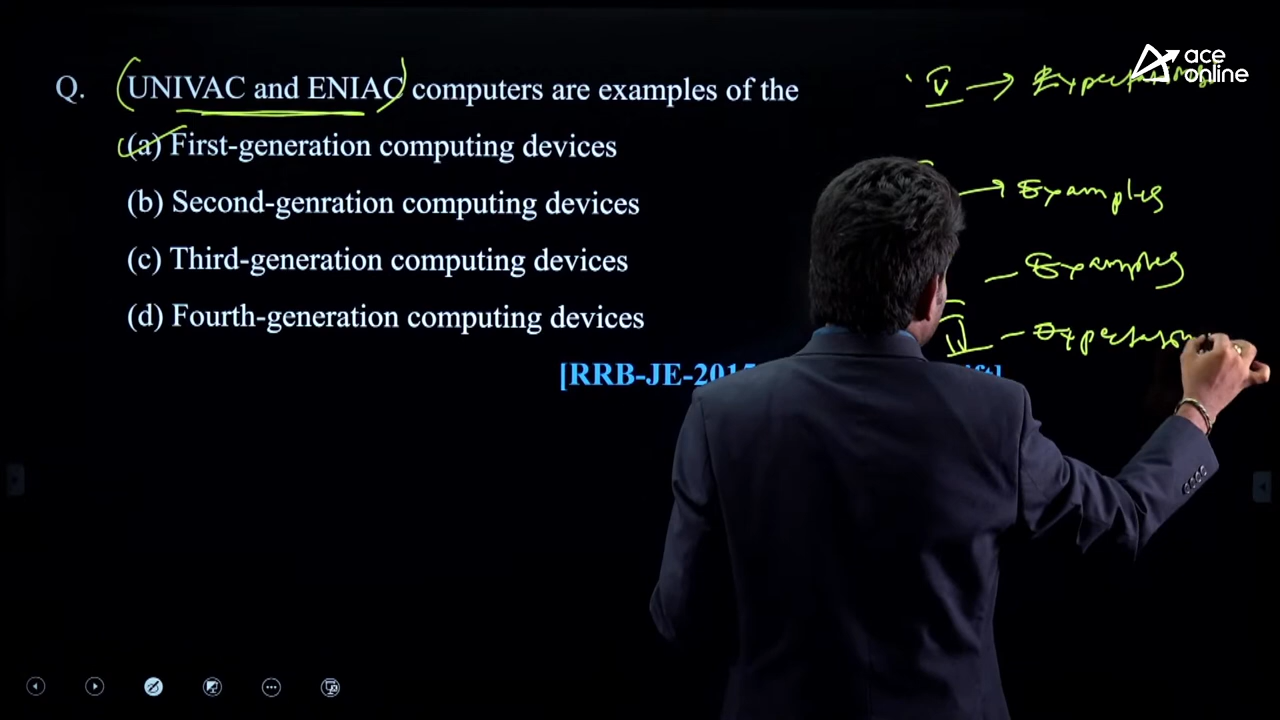 ace
online
Q. UNIVAC and ENIAC computers are examples of the
(a) First-generation computing devices
(b) Second-genration computing devices
(c) Third-generation computing devices
(d) Fourth-generation computing devices
[RRB-JE-2015
V → 
→ Examples
– Examples